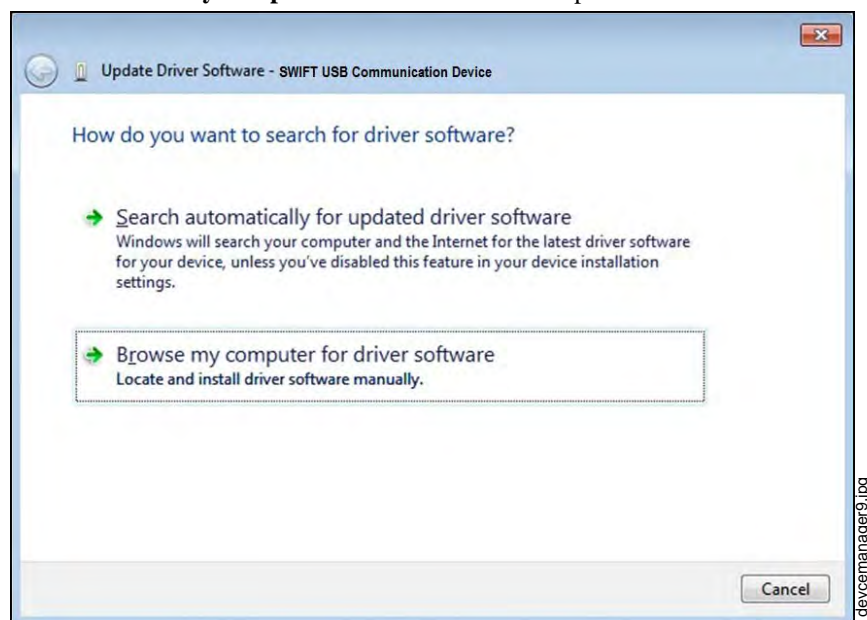 Update Driver Software - SWIFT USB Communication Device
How do you want to search for driver software?
Search automatically for updated driver software
Windows will search your computer and the Internet for the latest driver software
for your device, unless you've disabled this feature in your device installation
settings.
Browse my computer for driver software
Locate and install driver software manually.
Cancel
devcemanager9.jpg